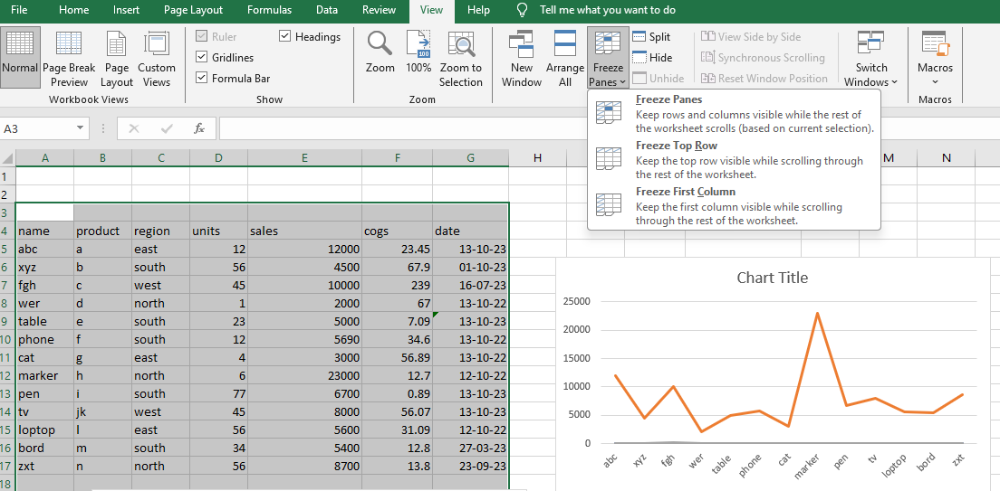 File Home Insert Page Layout Formulas Data Review View Help Tell me what you want to do
Ruler Headings
Gridlines
Formula Bar
Normal Page Break Preview Page Layout Custom Views
Workbook Views
Show
Zoom 100% Zoom to Selection
Zoom
New Window Arrange All Freeze Panes
Split
Hide
Unhide
View Side by Side
Synchronous Scrolling
Reset Window Position
Switch Windows
Macros
Macros
Freeze Panes
Keep rows and columns visible while the rest of
the worksheet scrolls (based on current selection).
Freeze Top Row
Keep the top row visible while scrolling through
the rest of the worksheet.
Freeze First Column
Keep the first column visible while scrolling
through the rest of the worksheet.
A3 fx
A B C D E F G H M N
1
2
3
4 name product region units sales cogs date
5 abc a east 12 12000 23.45 13-10-23
6 xyz b south 56 4500 67.9 01-10-23
7 fgh c west 45 10000 239 16-07-23
8 wer d north 1 2000 67 13-10-22
9 table e south 23 5000 7.09 13-10-23
10 phone f south 12 5690 34.6 13-10-22
11 cat g east 4 3000 56.89 13-10-22
12 marker h north 6 23000 12.7 12-10-22
13 pen i south 77 6700 0.89 13-10-23
14 tv jk west 45 8000 56.07 13-10-23
15 loptop l east 56 5600 31.09 12-10-22
16 bord m south 34 5400 12.8 27-03-23
17 zxt n north 56 8700 13.8 23-09-23
18
Chart Title
25000
20000
15000
10000
5000
0
abc xyz fgh wer table phone cat marker pen tv loptop bord zxt